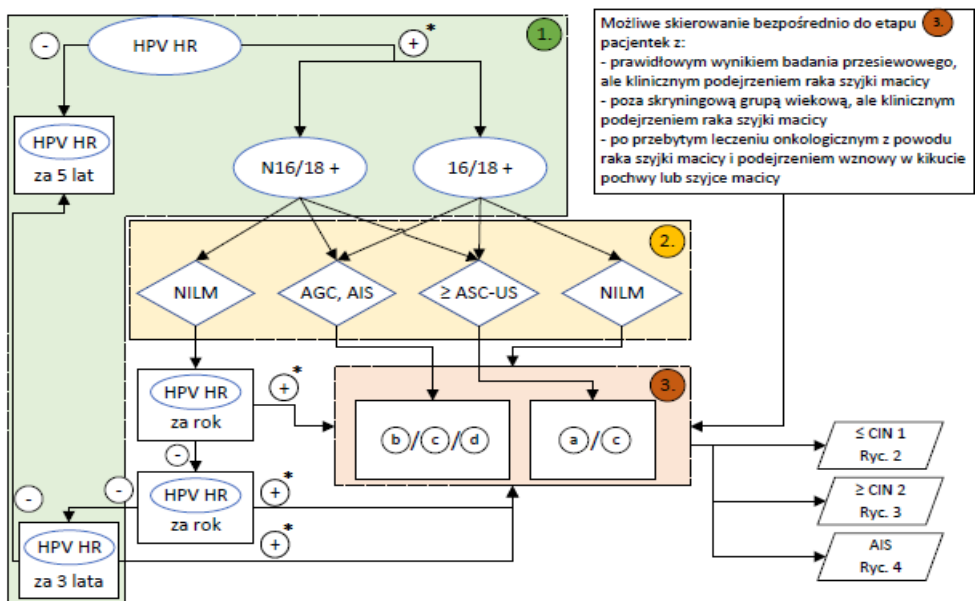 -
HPV HR
+
*
1.
HPV HR
za 5 lat
N16/18 +
16/18 +
Możliwe skierowanie bezpośrednio do etapu 3.
pacjentek z:
- prawidłowym wynikiem badania przesiewowego,
ale klinicznym podejrzeniem raka szyjki macicy
- poza skryningową grupą wiekową, ale klinicznym
podejrzeniem raka szyjki macicy
- po przebytym leczeniu onkologicznym z powodu
raka szyjki macicy i podejrzeniem wznowy w kikucie
pochwy lub szyjce macicy
2.
NILM
AGC, AIS
≥ ASC-US
NILM
HPV HR
za rok
+
*
3.
b/c/d
a/c
-
HPV HR
za rok
-
+
*
-
HPV HR
za 3 lata
+
*
≤ CIN 1
Ryc. 2
≥ CIN 2
Ryc. 3
AIS
Ryc. 4